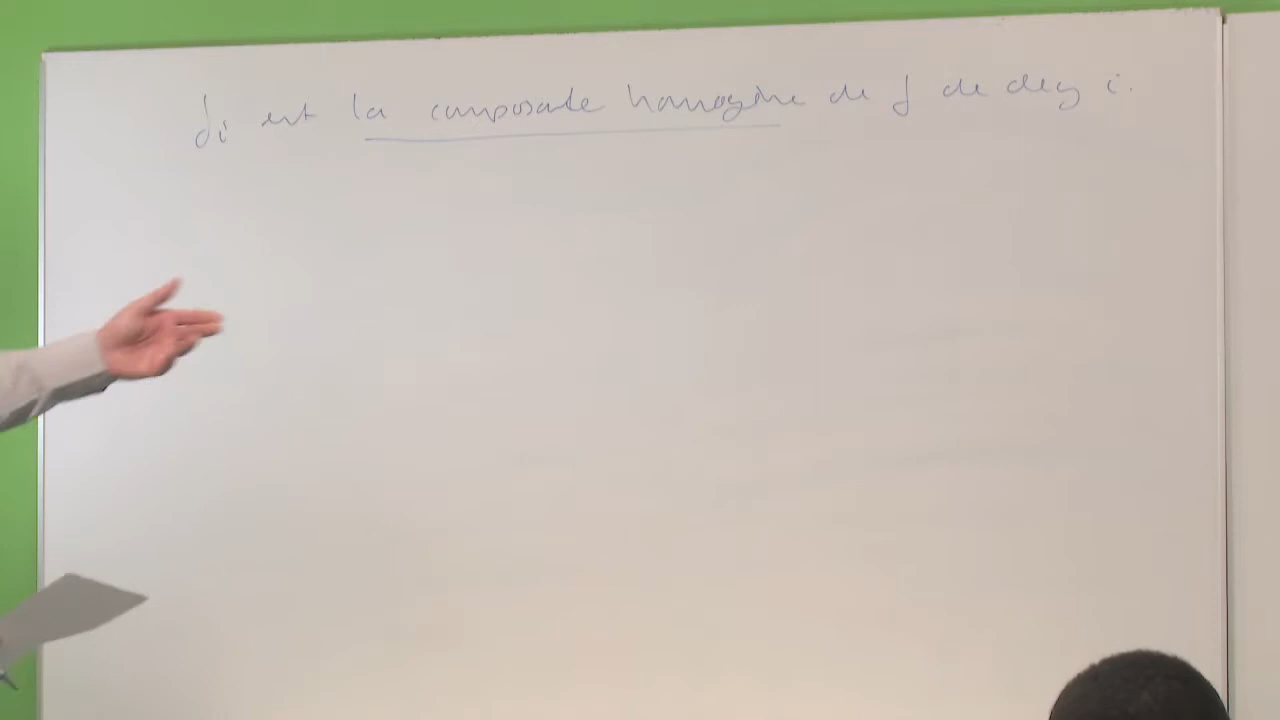 fi est la composante homogène de f de deg i.